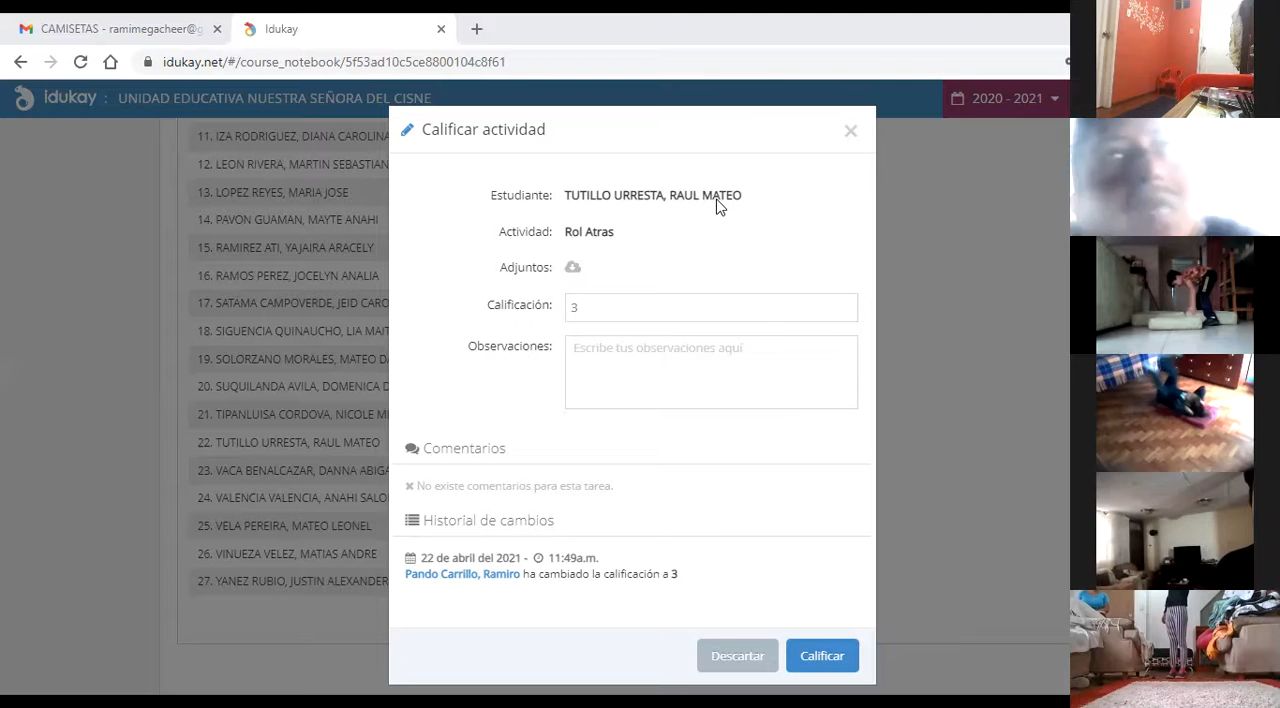 CAMISETAS - ramimegacheer@g
Idukay
idukay.net/#/course_notebook/5f53ad10c5ce8800104c8f61
idukay : UNIDAD EDUCATIVA NUESTRA SEÑORA DEL CISNE
2020 - 2021
11. IZA RODRIGUEZ, DIANA CAROLINA
12. LEON RIVERA, MARTIN SEBASTIAN
13. LOPEZ REYES, MARIA JOSE
14. PAVON GUAMAN, MAYTE ANAHI
15. RAMIREZ ATI, YAJAIRA ARACELY
16. RAMOS PEREZ, JOCELYN ANALIA
17. SATAMA CAMPOVERDE, JEID CARO
18. SIGUENCIA QUINAUCHO, LIA MAIT
19. SOLORZANO MORALES, MATEO DA
20. SUQUILANDA AVILA, DOMENICA D
21. TIPANLUISA CORDOVA, NICOLE MI
22. TUTILLO URRESTA, RAUL MATEO
23. VACA BENALCAZAR, DANNA ABIGA
24. VALENCIA VALENCIA, ANAHI SALO
25. VELA PEREIRA, MATEO LEONEL
26. VINUEZA VELEZ, MATIAS ANDRE
27. YANEZ RUBIO, JUSTIN ALEXANDER
Calificar actividad
Estudiante: TUTILLO URRESTA, RAUL MATEO
Actividad: Rol Atras
Adjuntos:
Calificación: 3
Observaciones: Escribe tus observaciones aquí
Comentarios
No existe comentarios para esta tarea.
Historial de cambios
22 de abril del 2021 - 11:49a.m.
Pando Carrillo, Ramiro ha cambiado la calificación a 3
Descartar
Calificar